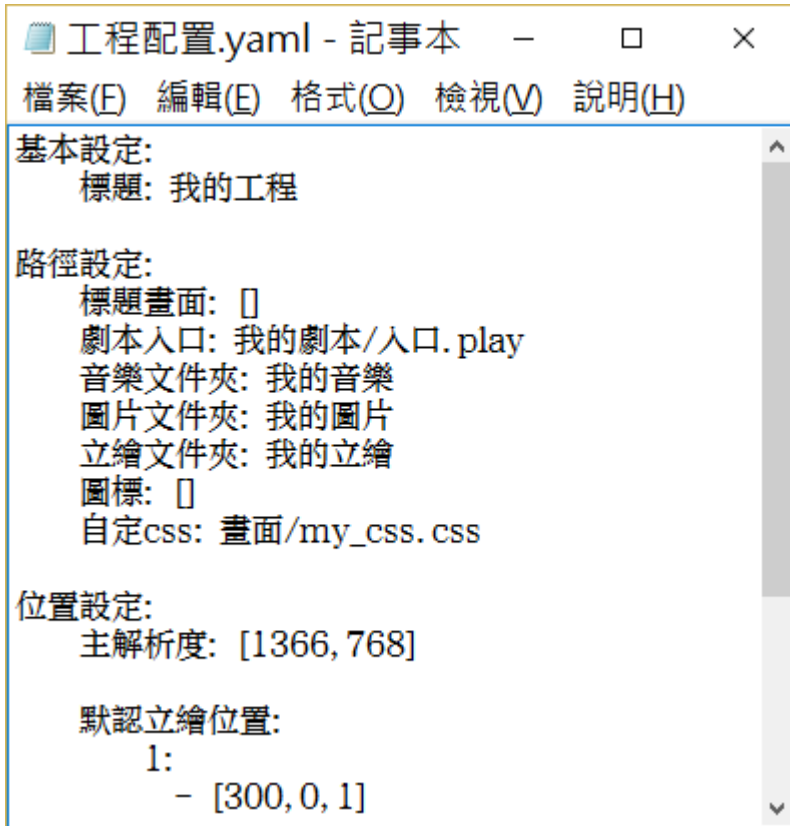 工程配置.yaml - 記事本
檔案(F) 編輯(E) 格式(O) 檢視(V) 說明(H)
基本設定:
    標題: 我的工程

路徑設定:
    標題畫面: []
    劇本入口: 我的劇本/入口.play
    音樂文件夾: 我的音樂
    圖片文件夾: 我的圖片
    立繪文件夾: 我的立繪
    圖標: []
    自定css: 畫面/my_css.css

位置設定:
    主解析度: [1366,768]

    默認立繪位置:
        1:
          - [300,0,1]